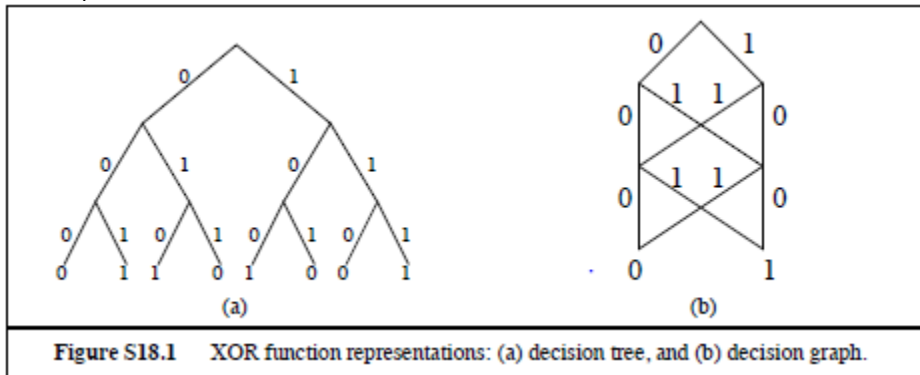 0 1
0 1 0 1
0 1 0 1 0 1 0 1
0 1 1 0 1 0 0 1
(a)
0 1
0 1 1 0
0 1 1 0
0 1
(b)
Figure S18.1 XOR function representations: (a) decision tree, and (b) decision graph.